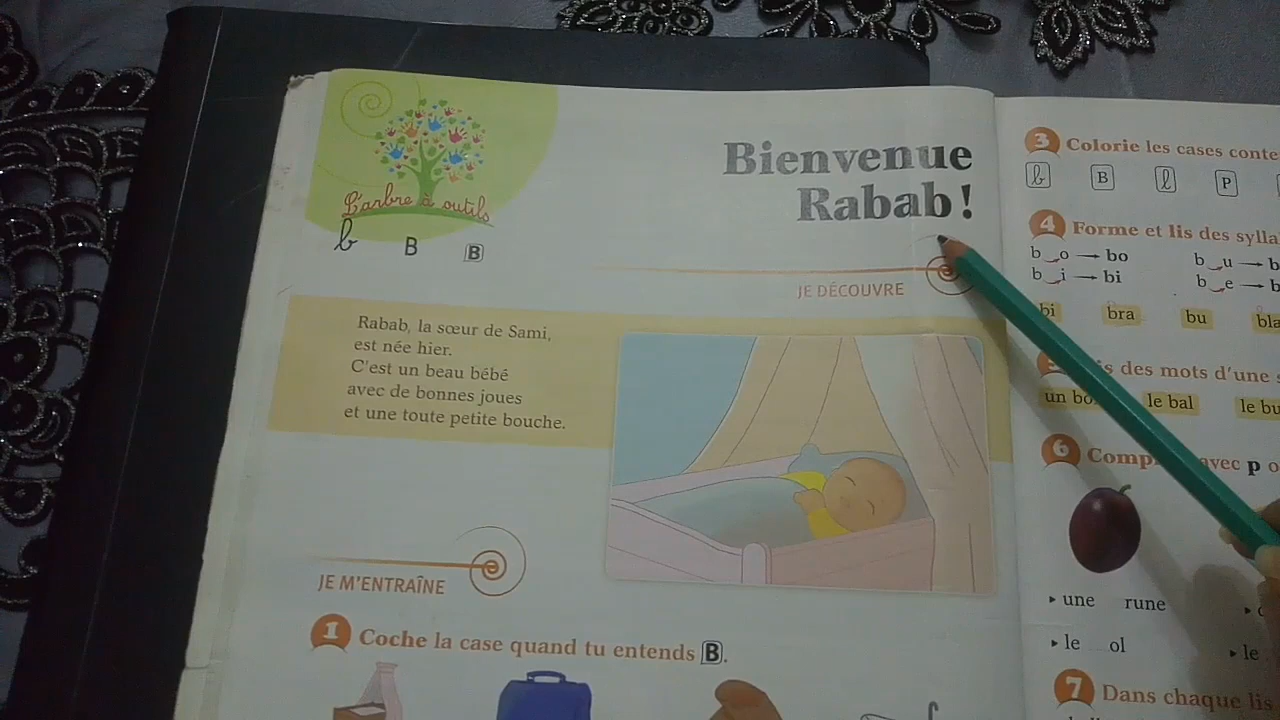 Bienvenue
Rabab !
L'arbre à outils
b B B
JE DÉCOUVRE
Rabab, la sœur de Sami,
est née hier.
C'est un beau bébé
avec de bonnes joues
et une toute petite bouche.
JE M'ENTRAÎNE
1 Coche la case quand tu entends B.
3 Colorie les cases
b B l P
4 Forme et lis des
b o → bo b u →
b i → bi b e →
bi bra bu
des mots d'une
un le bal le
6 avec p
une rune
le ol le
7 Dans chaque